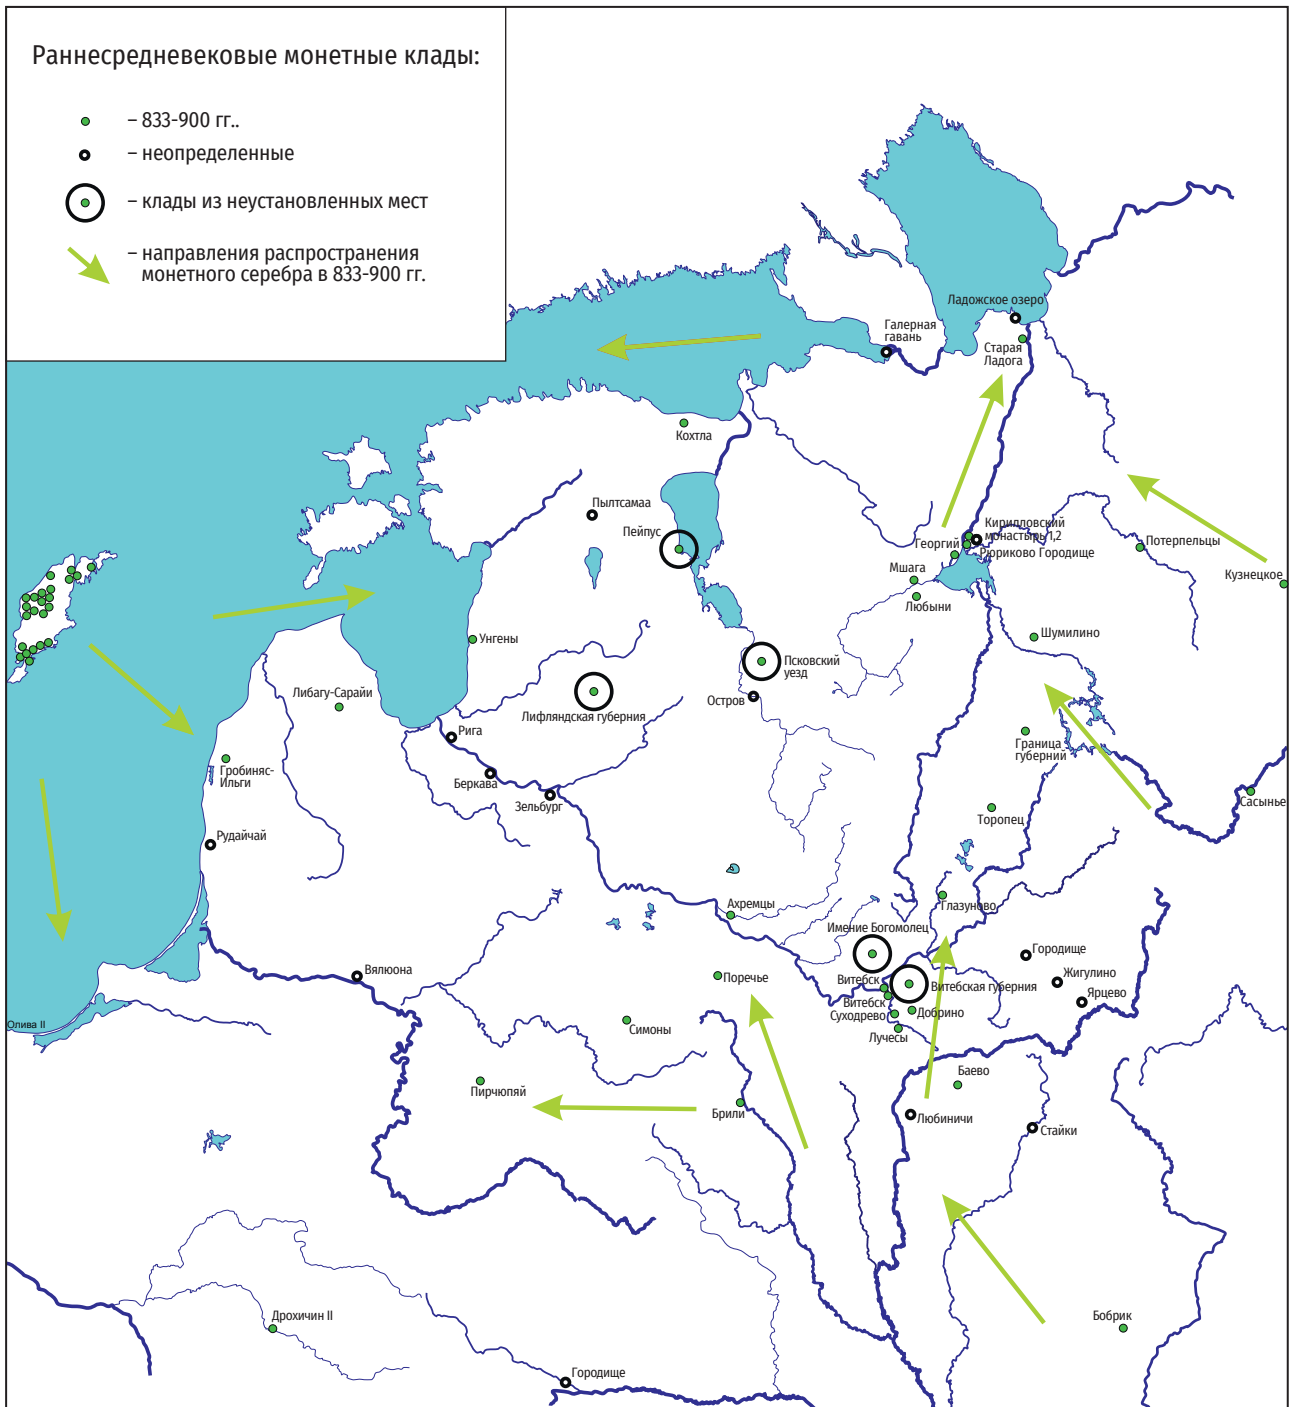 Раннесредневековые монетные клады:
– 833-900 гг..
– неопределенные
– клады из неустановленных мест
– направления распространения
монетного серебра в 833-900 гг.
Ладожское озеро
Галерная
гавань
Старая
Ладога
Кохтла
Пылтсамаа
Пейпус
Кирилловский
монастырь 1,2
Георгий
Рюриково Городище
Потерпельцы
Мшага
Кузнецкое
Любыни
Унгены
Шумилино
Псковский
уезд
Либагу-Сарайи
Остров
Лифляндская губерния
Рига
Граница
губерний
Гробиняс-
Ильги
Беркава
Зельбург
Сасынье
Торопец
Рудайчай
Ахремцы
Глазуново
Имение Богомолец
Городище
Вялюона
Поречье
Витебск
Жигулино
Витебская губерния
Ярцево
Витебск
Суходрево
Добрино
Олива II
Симоны
Лучесы
Баево
Пирчюпяй
Брили
Любиничи
Стайки
Дрохичин II
Бобрик
Городище